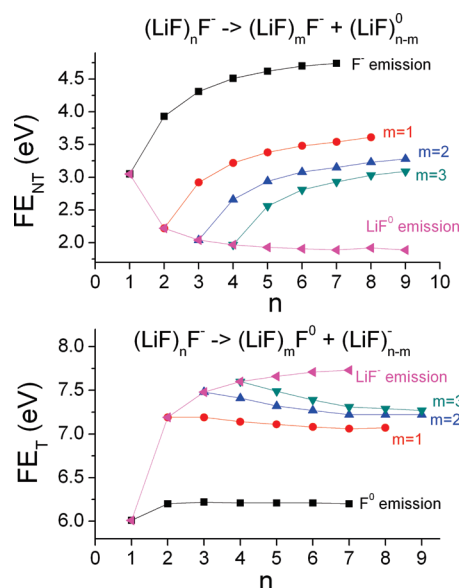 (LiF)ₙF⁻ -> (LiF)ₘF⁻ + (LiF)⁰ₙ₋ₘ
F⁻ emission
4.5
4.0
m=1
3.5
m=2
3.0
m=3
2.5
LiF⁰ emission
2.0
FE_NT (eV)
0 1 2 3 4 5 6 7 8 9 10
n
(LiF)ₙF⁻ -> (LiF)ₘF⁰ + (LiF)⁻ₙ₋ₘ
8.0
LiF⁻ emission
7.5
m=3
m=2
7.0
m=1
6.5
F⁰ emission
6.0
FE_T (eV)
0 1 2 3 4 5 6 7 8 9
n